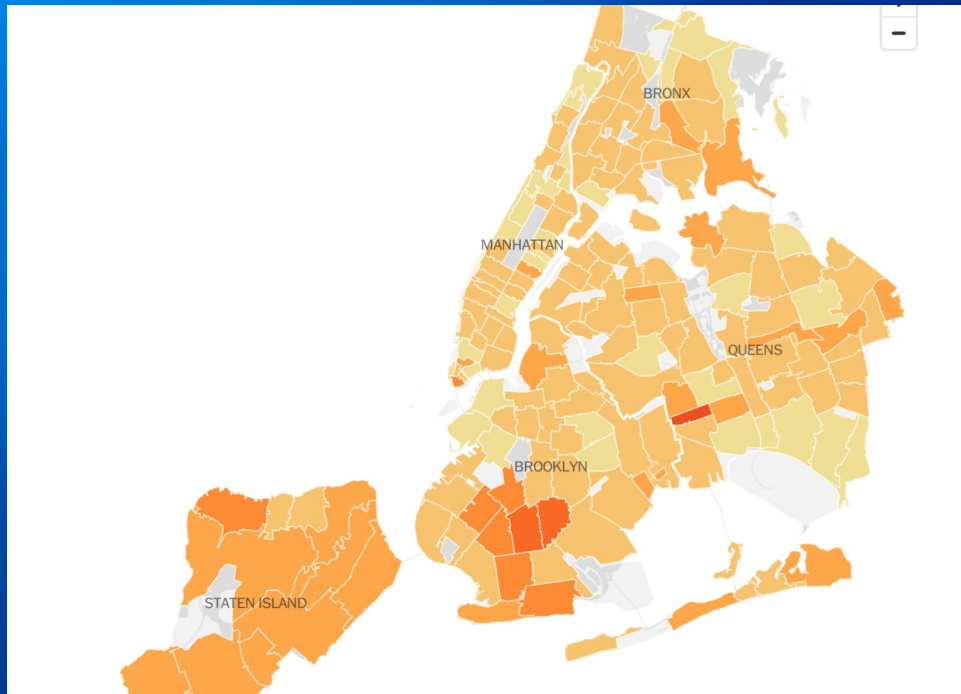 BRONX
MANHATTAN
QUEENS
BROOKLYN
STATEN ISLAND